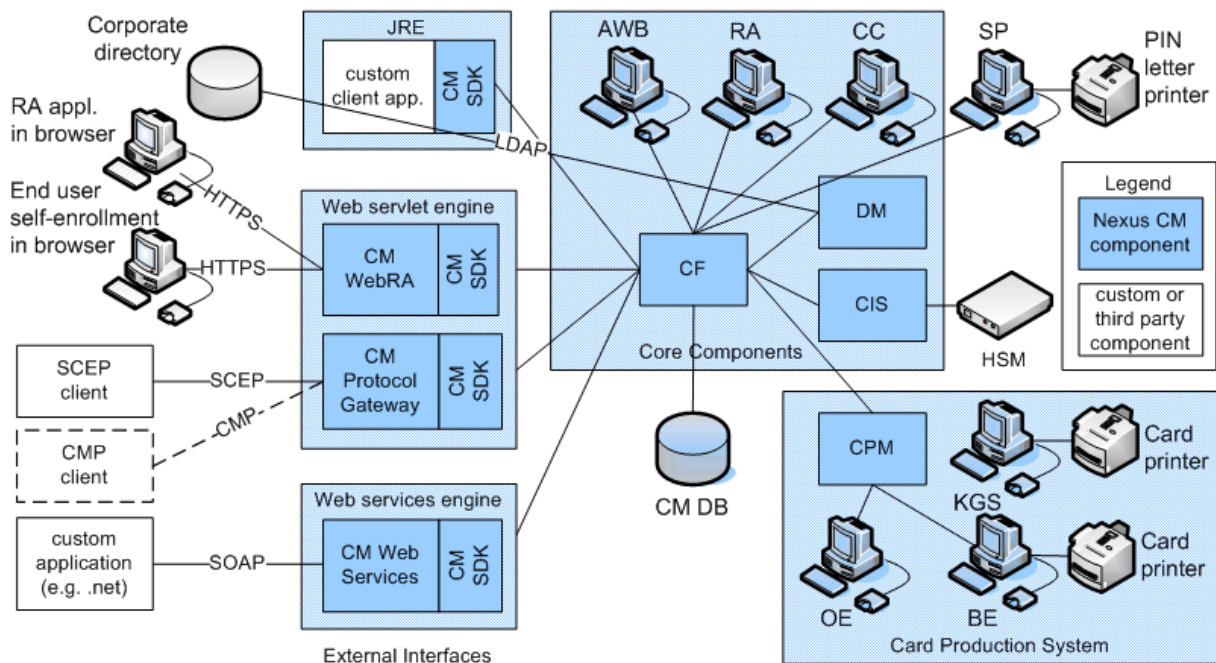 Corporate
directory
RA appl.
in browser
End user
self-enrollment
in browser
HTTPS
HTTPS
SCEP
client
SCEP
CMP
client
CMP
custom
application
(e.g. .net)
SOAP
JRE
custom
client app.
CM
SDK
LDAP
Web servlet engine
CM
WebRA
CM
SDK
CM
Protocol
Gateway
CM
SDK
Web services engine
CM Web
Services
CM
SDK
External Interfaces
AWB
RA
CC
SP
PIN
letter
printer
DM
CF
CIS
Core Components
HSM
CM DB
Legend
Nexus CM
component
custom or
third party
component
CPM
KGS
Card
printer
OE
BE
Card
printer
Card Production System